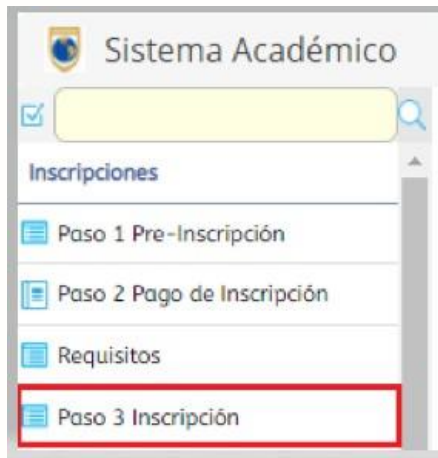 Sistema Académico
Inscripciones
Paso 1 Pre-Inscripción
Paso 2 Pago de Inscripción
Requisitos
Paso 3 Inscripción